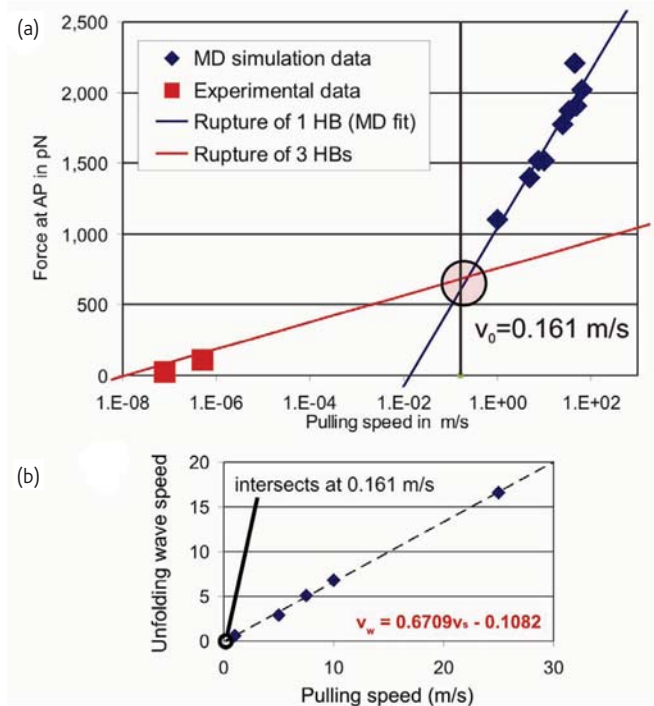 (a)
MD simulation data
Experimental data
Rupture of 1 HB (MD fit)
Rupture of 3 HBs
Force at AP in pN
2,500
2,000
1,500
1,000
500
0
v₀=0.161 m/s
1.E-08 1.E-06 1.E-04 1.E-02 1.E+00 1.E+02
Pulling speed in m/s
(b)
Unfolding wave speed
20
15
10
5
0
intersects at 0.161 m/s
v_w = 0.6709v_s - 0.1082
0 10 20 30
Pulling speed (m/s)